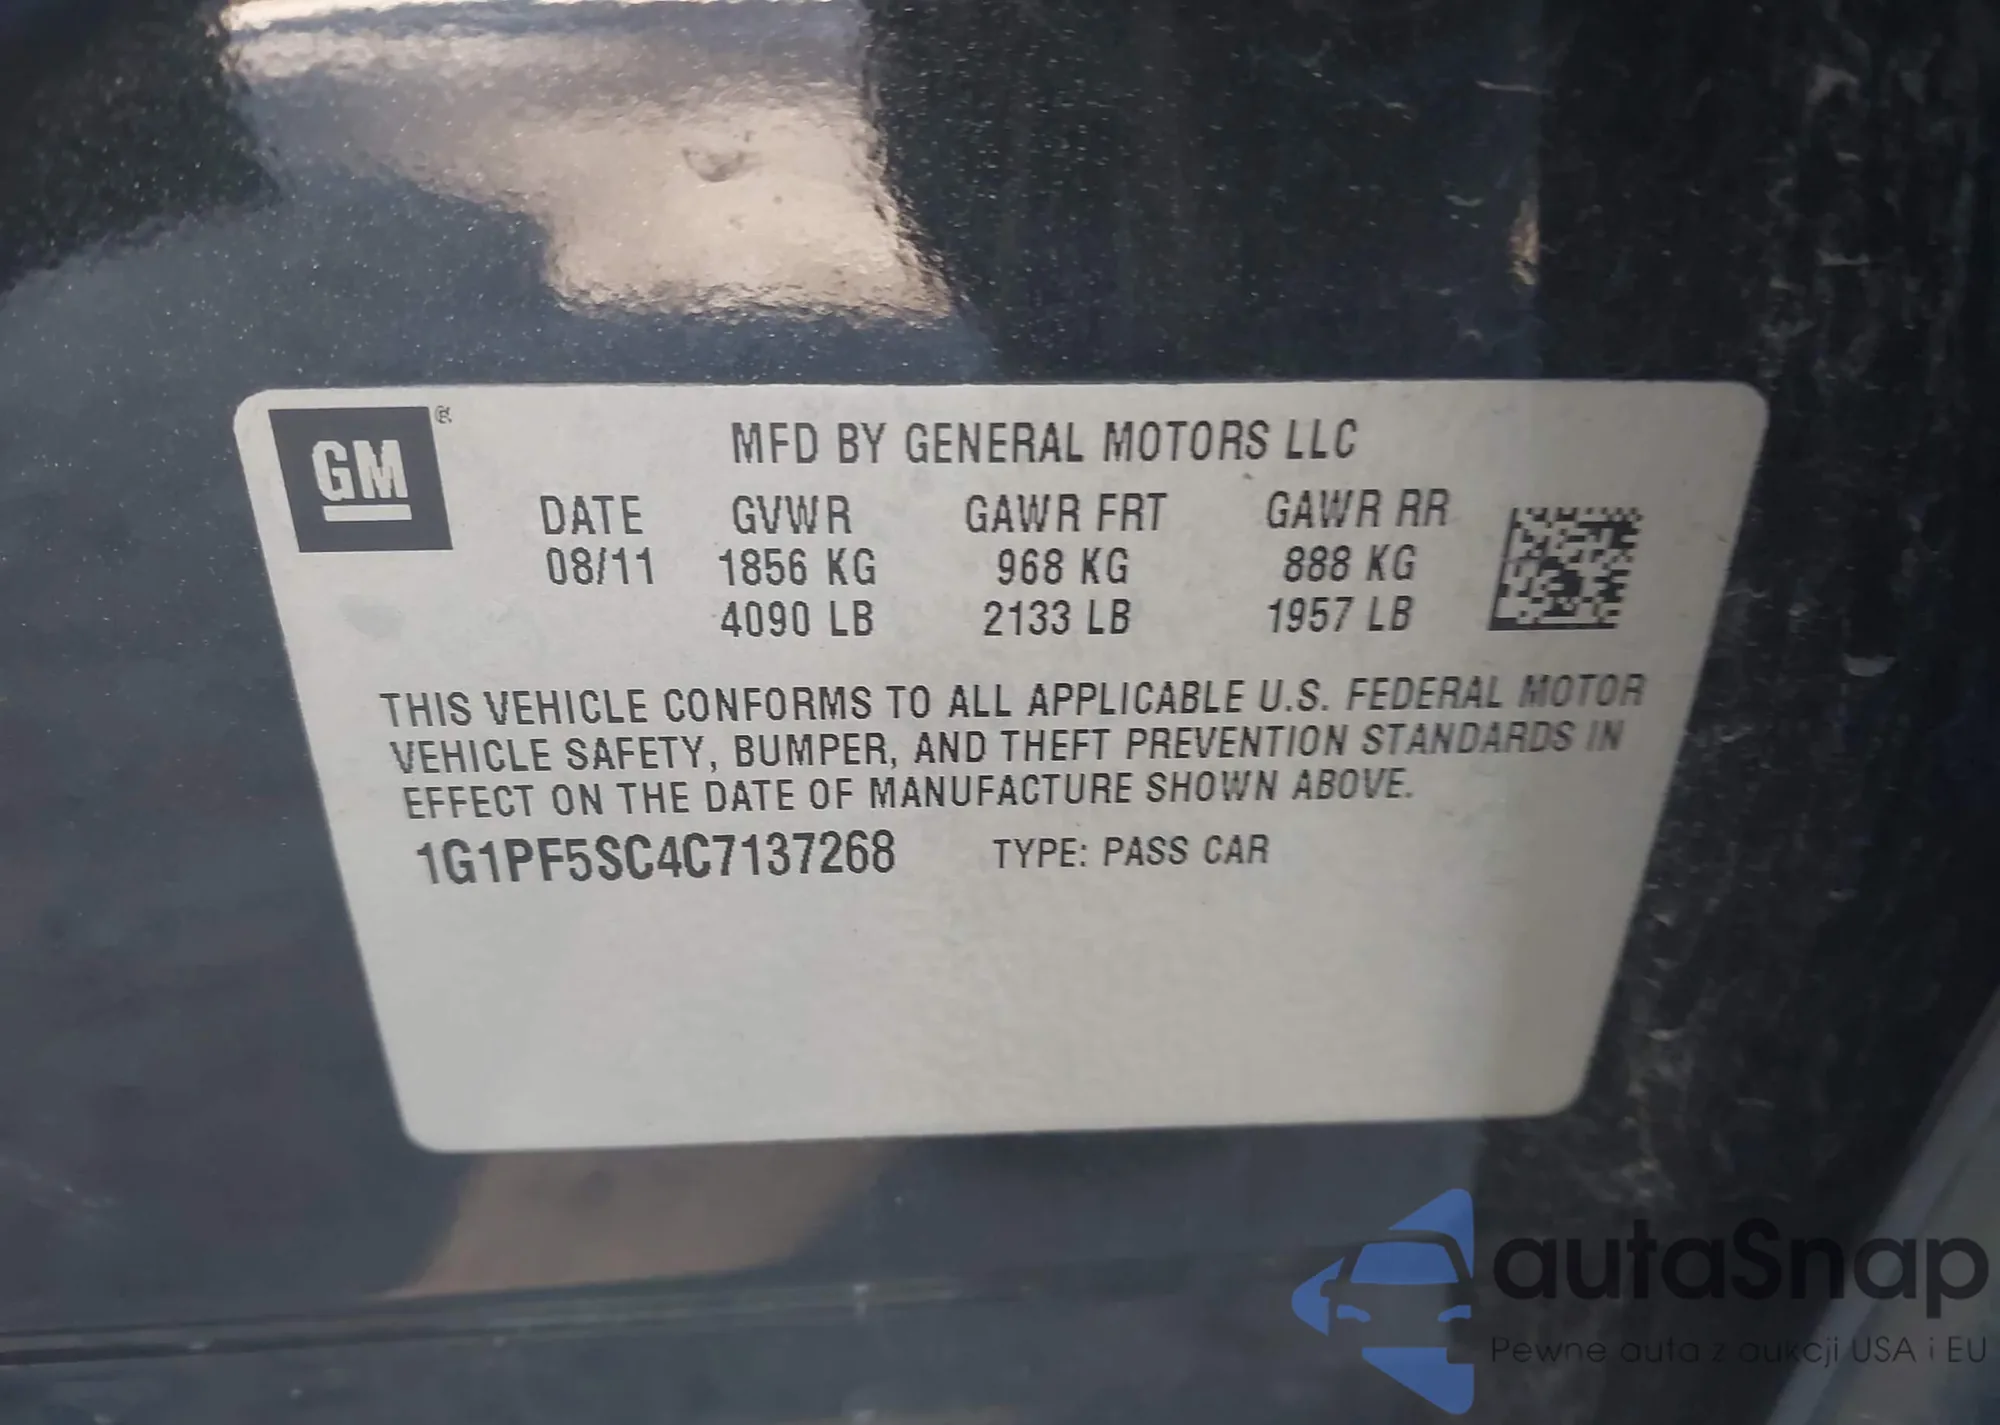 GM®
MFD BY GENERAL MOTORS LLC
DATE GVWR GAWR FRT GAWR RR
08/11 1856 KG 968 KG 888 KG
4090 LB 2133 LB 1957 LB
THIS VEHICLE CONFORMS TO ALL APPLICABLE U.S. FEDERAL MOTOR
VEHICLE SAFETY, BUMPER, AND THEFT PREVENTION STANDARDS IN
EFFECT ON THE DATE OF MANUFACTURE SHOWN ABOVE.
1G1PF5SC4C7137268 TYPE: PASS CAR
autaSnap
Pewne auta z aukcji USA i EU